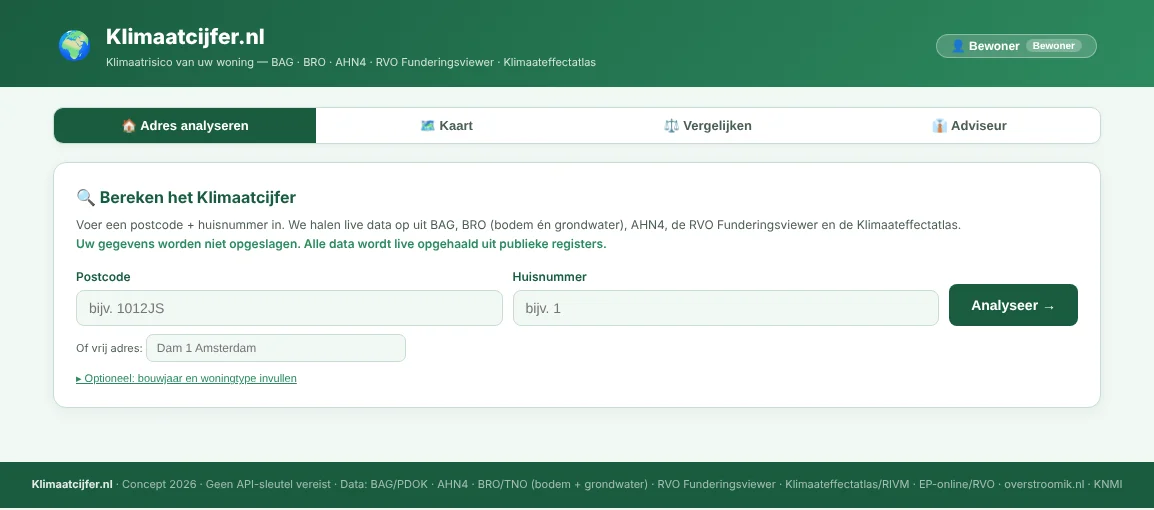 Klimaatcijfer.nl
Klimaatrisico van uw woning — BAG · BRO · AHN4 · RVO Funderingsviewer · Klimaateffectatlas
Bewoner Bewoner
Adres analyseren
Kaart
Vergelijken
Adviseur
Bereken het Klimaatcijfer
Voer een postcode + huisnummer in. We halen live data op uit BAG, BRO (bodem én grondwater), AHN4, de RVO Funderingsviewer en de Klimaateffectatlas.
Uw gegevens worden niet opgeslagen. Alle data wordt live opgehaald uit publieke registers.
Postcode
Huisnummer
bijv. 1012JS
bijv. 1
Analyseer →
Of vrij adres: Dam 1 Amsterdam
▸ Optioneel: bouwjaar en woningtype invullen
Klimaatcijfer.nl · Concept 2026 · Geen API-sleutel vereist · Data: BAG/PDOK · AHN4 · BRO/TNO (bodem + grondwater) · RVO Funderingsviewer · Klimaateffectatlas/RIVM · EP-online/RVO · overstroomik.nl · KNMI